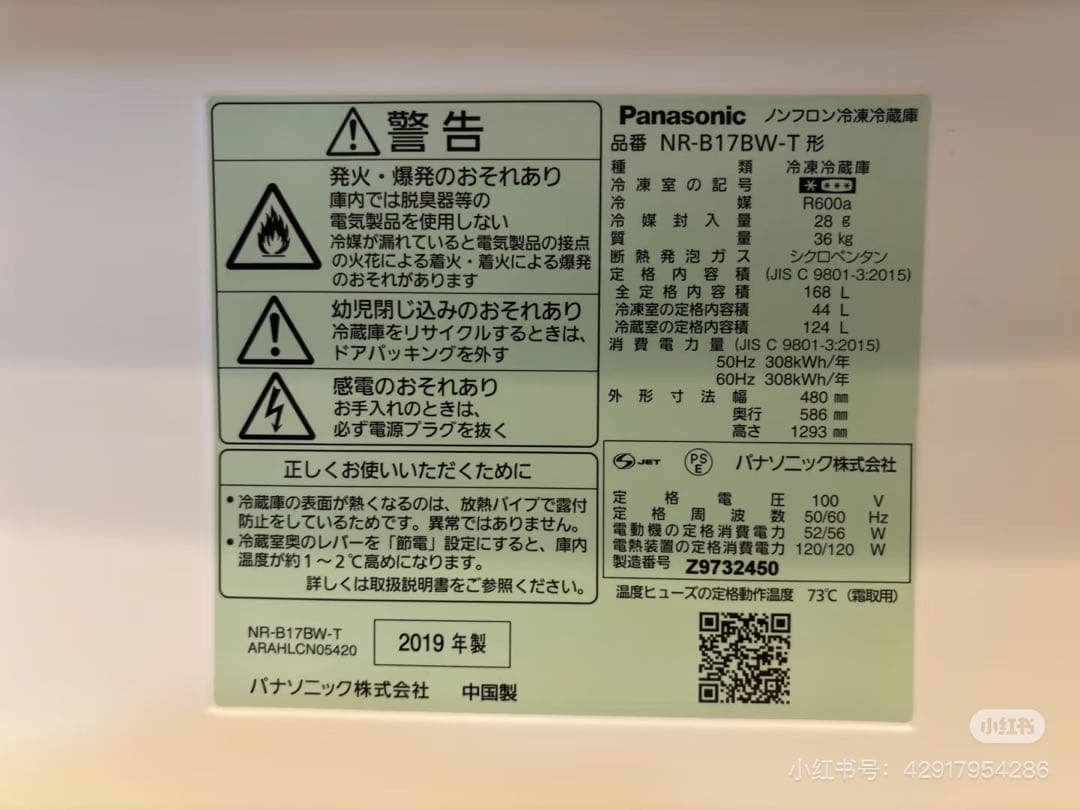 警告
発火・爆発のおそれあり
庫内では脱臭器等の
電気製品を使用しない
冷媒が漏れていると電気製品の接点
の火花による着火・着火による爆発
のおそれがあります
幼児閉じ込みのおそれあり
冷蔵庫をリサイクルするときは、
ドアパッキングを外す
感電のおそれあり
お手入れのときは、
必ず電源プラグを抜く
正しくお使いいただくために
•冷蔵庫の表面が熱くなるのは、放熱パイプで露付
防止をしているためです。異常ではありません。
•冷蔵室奥のレバーを「節電」設定にすると、庫内
温度が約1〜2℃高めになります。
詳しくは取扱説明書をご参照ください。
NR-B17BW-T
ARAHLCN05420
2019年製
パナソニック株式会社 中国製
Panasonic ノンフロン冷凍冷蔵庫
品番 NR-B17BW-T形
種類 冷凍冷蔵庫
冷凍室の記号 * ***
冷媒 R600a
冷媒封入量 28 g
質量 36 kg
断熱発泡ガス シクロペンタン
定格内容積 (JIS C 9801-3:2015)
全定格内容積 168 L
冷凍室の定格内容積 44 L
冷蔵室の定格内容積 124 L
消費電力量 (JIS C 9801-3:2015)
50Hz 308kWh/年
60Hz 308kWh/年
外形寸法 幅 480 mm
奥行 586 mm
高さ 1293 mm
S JET PS E パナソニック株式会社
定格電圧 100 V
定格周波数 50/60 Hz
電動機の定格消費電力 52/56 W
電熱装置の定格消費電力 120/120 W
製造番号 Z9732450
温度ヒューズの定格動作温度 73℃(霜取用)
小红书
小红书号：42917954286